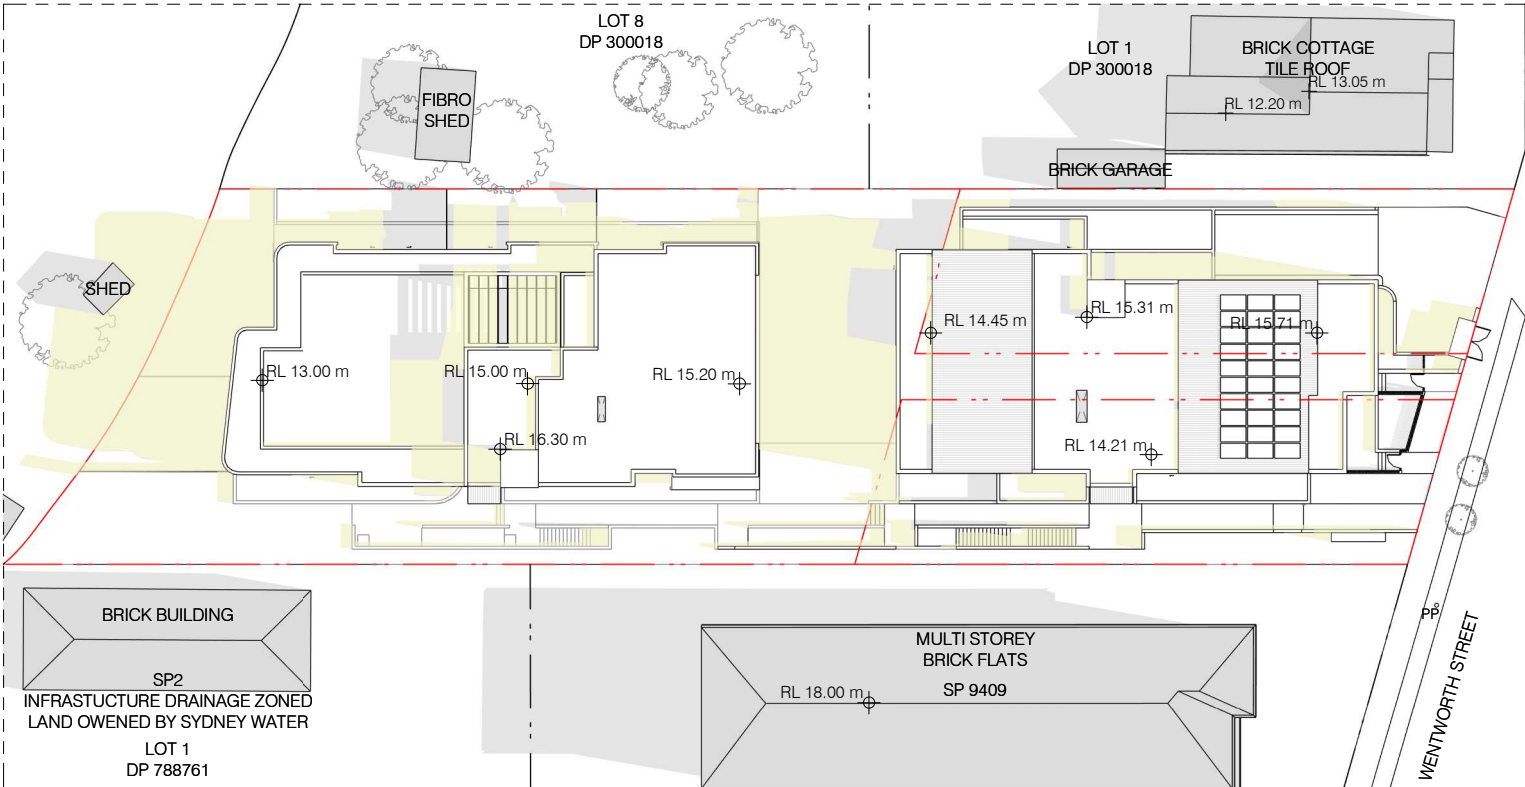 LOT 8
DP 300018
LOT 1
DP 300018
BRICK COTTAGE
TILE ROOF
RL 13.05 m
RL 12.20 m
FIBRO
SHED
BRICK GARAGE
SHED
RL 14.45 m
RL 15.31 m
RL 15.71 m
RL 13.00 m
RL 15.00 m
RL 15.20 m
RL 16.30 m
RL 14.21 m
BRICK BUILDING
SP2
INFRASTUCTURE DRAINAGE ZONED
LAND OWENED BY SYDNEY WATER
LOT 1
DP 788761
MULTI STOREY
BRICK FLATS
SP 9409
RL 18.00 m
PP
WENTWORTH STREET